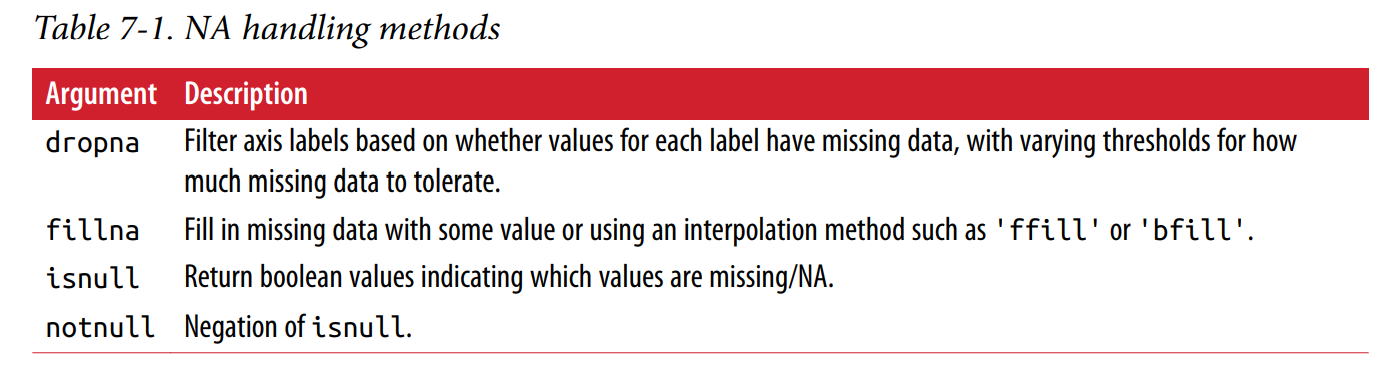 Table 7-1. NA handling methods
Argument Description
dropna Filter axis labels based on whether values for each label have missing data, with varying thresholds for how
much missing data to tolerate.
fillna Fill in missing data with some value or using an interpolation method such as 'ffill' or 'bfill'.
isnull Return boolean values indicating which values are missing/NA.
notnull Negation of isnull.